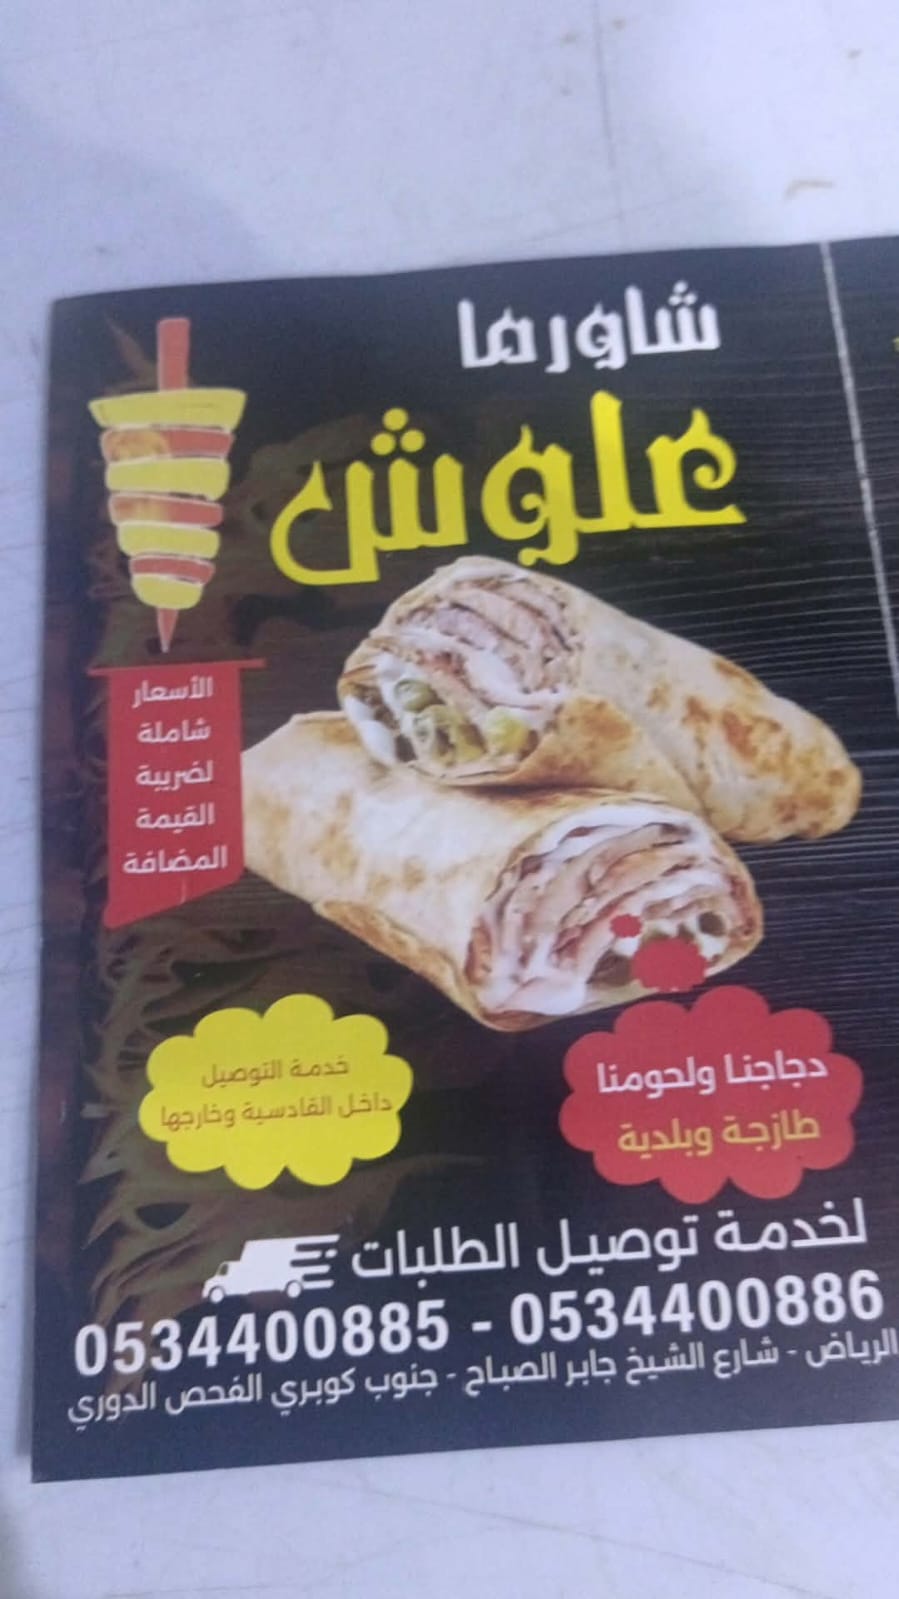 شاورما
علوش
الأسعار
شاملة
لضريبة
القيمة
المضافة
دجاجنا ولحومنا
طازجة وبلدية
خدمة التوصيل
داخل القادسية وخارجها
لخدمة توصيل الطلبات
0534400885 - 0534400886
الرياض - شارع الشيخ جابر الصباح - جنوب كوبري الفحص الدوري